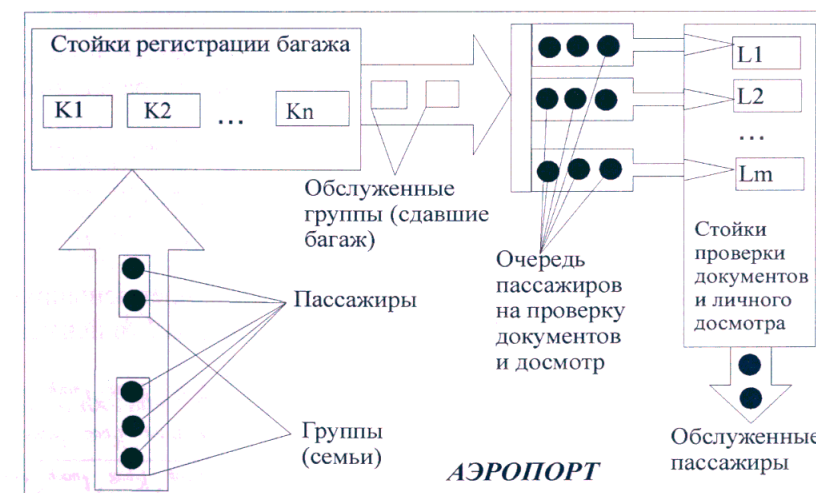 Стойки регистрации багажа
K1
K2
...
Kn
Обслуженные
группы (сдавшие
багаж)
L1
L2
...
Lm
Стойки
проверки
документов
и личного
досмотра
Очередь
пассажиров
на проверку
документов
и досмотр
Пассажиры
Группы
(семьи)
Обслуженные
пассажиры
АЭРОПОРТ